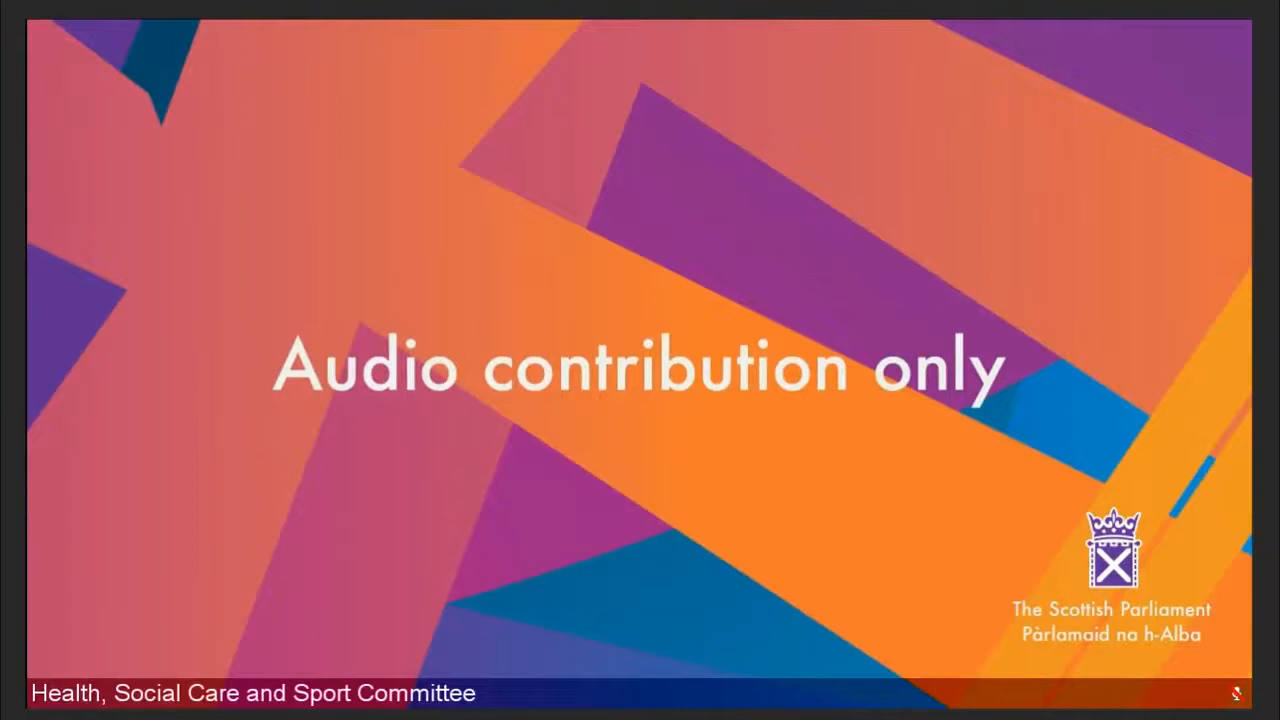 Audio contribution only
The Scottish Parliament
Pàrlamaid na h-Alba
Health, Social Care and Sport Committee